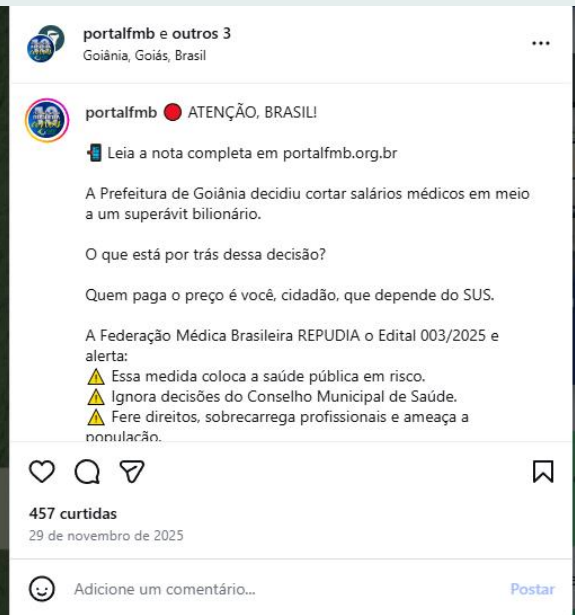 portalfmb e outros 3
Goiânia, Goiás, Brasil
portalfmb 🔴 ATENÇÃO, BRASIL!
📲 Leia a nota completa em portalfmb.org.br
A Prefeitura de Goiânia decidiu cortar salários médicos em meio
a um superávit bilionário.
O que está por trás dessa decisão?
Quem paga o preço é você, cidadão, que depende do SUS.
A Federação Médica Brasileira REPUDIA o Edital 003/2025 e
alerta:
⚠️ Essa medida coloca a saúde pública em risco.
⚠️ Ignora decisões do Conselho Municipal de Saúde.
⚠️ Fere direitos, sobrecarrega profissionais e ameaça a
população.
457 curtidas
29 de novembro de 2025
Adicione um comentário...
Postar